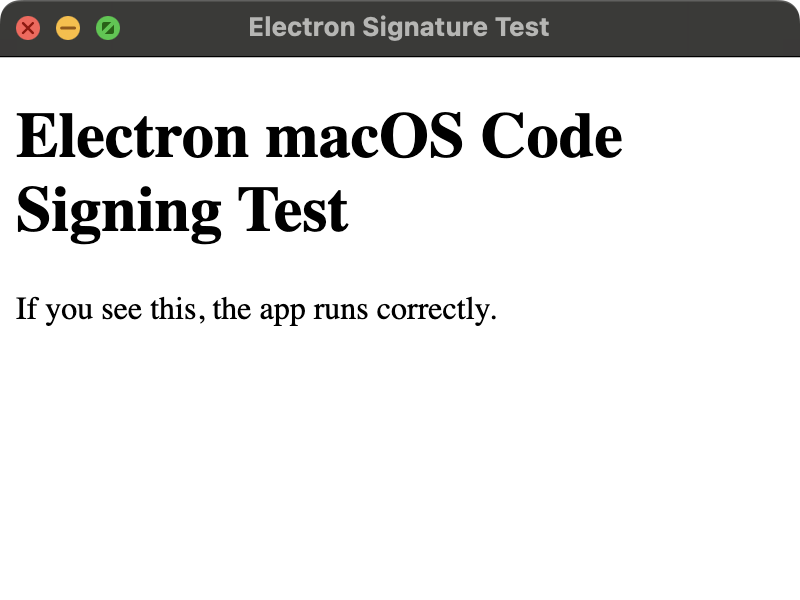 Electron Signature Test
Electron macOS Code
Signing Test
If you see this, the app runs correctly.